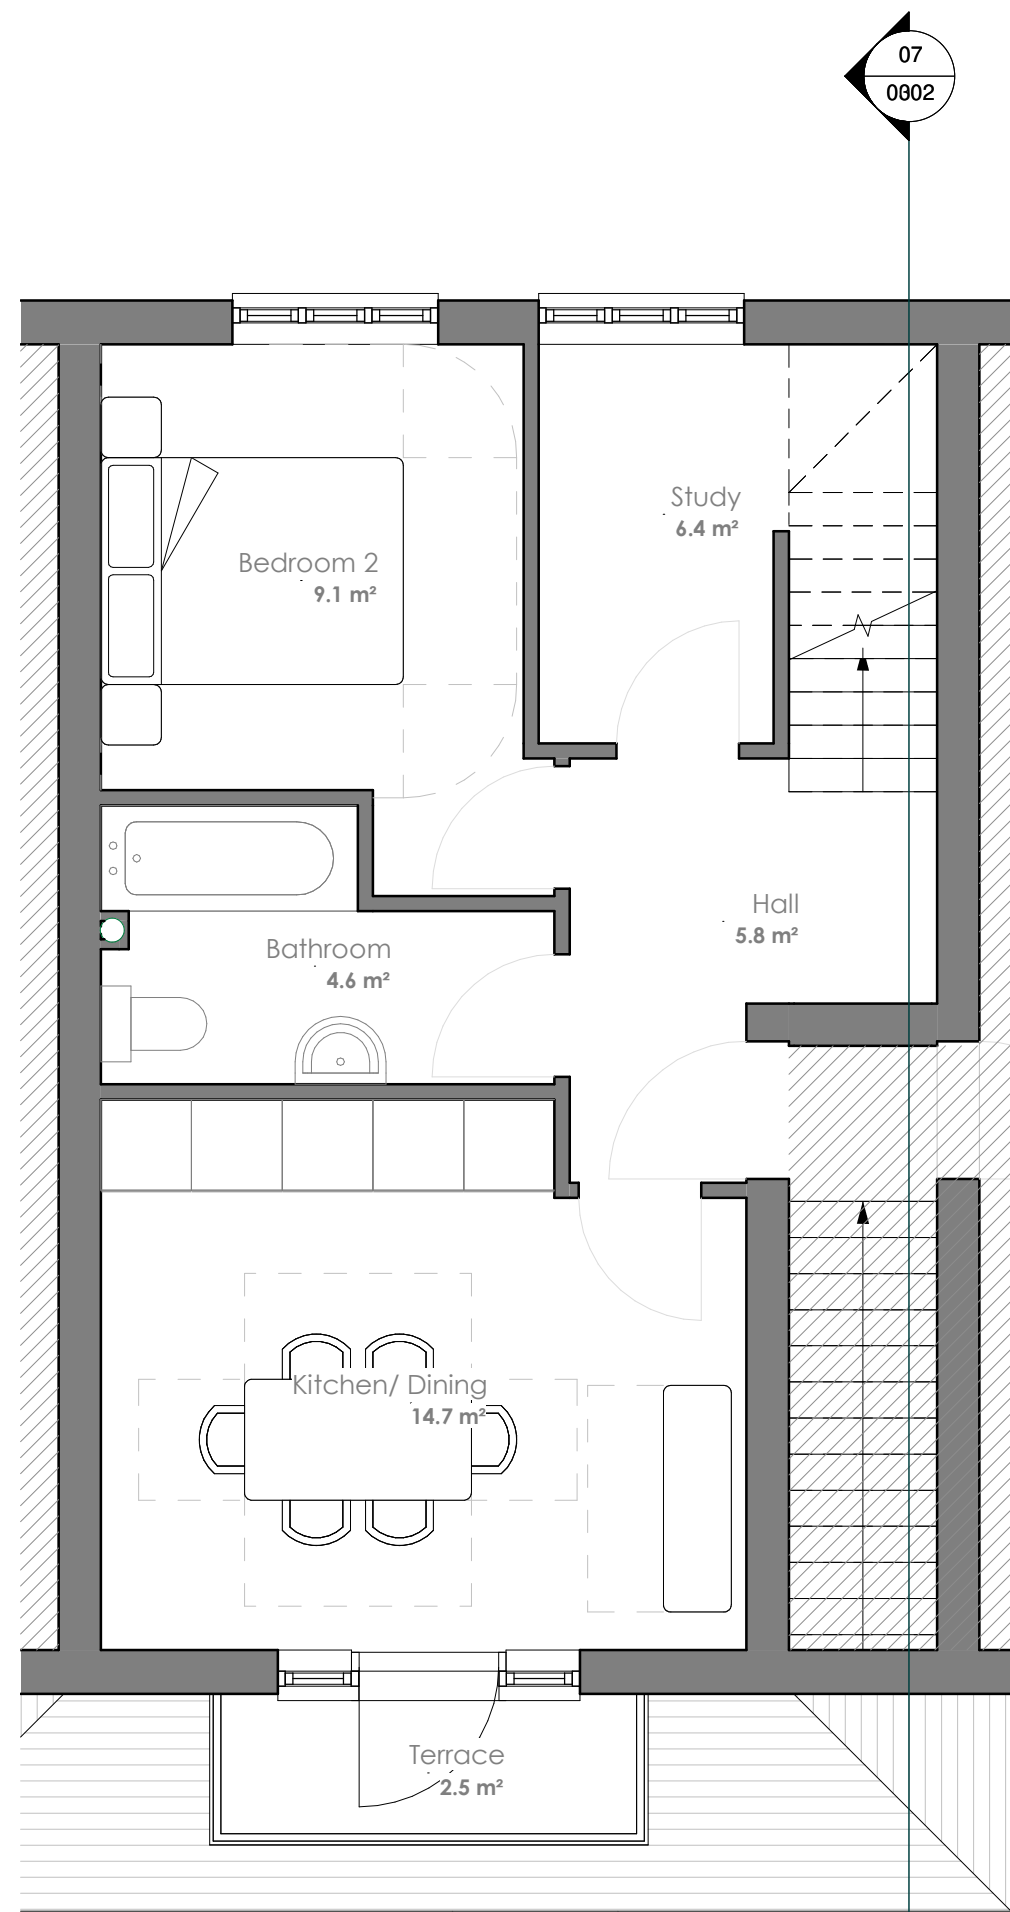 07
Study
6.4 m²
Bedroom 2
9.1 m²
Hall
5.8 m²
Bathroom
4.6 m²
Kitchen/ Dining
14.7 m²
Terrace
2.5 m²